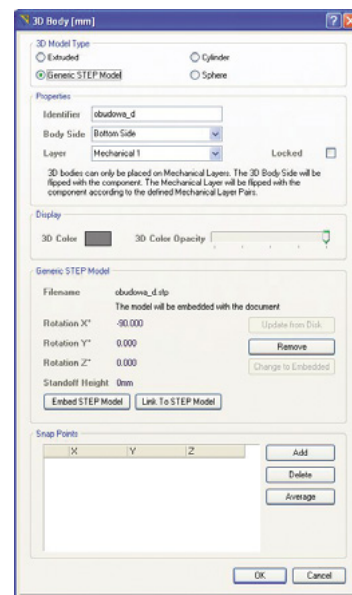 3D Body [mm]
3D Model Type
Extruded Cylinder
Generic STEP Model Sphere
Properties
Identifier obudowa_d
Body Side Bottom Side
Layer Mechanical 1 Locked
3D bodies can only be placed on Mechanical Layers. The 3D Body Side will be
flipped with the component. The Mechanical Layer will be flipped with the
component according to the defined Mechanical Layer Pairs.
Display
3D Color 3D Color Opacity
Generic STEP Model
Filename obudowa_d.stp
The model will be embedded with the document
Rotation X° -90.000 Update from Disk
Rotation Y° 0.000 Remove
Rotation Z° 0.000 Change to Embedded
Standoff Height 0mm
Embed STEP Model Link To STEP Model
Snap Points
X Y Z Add
Delete
Average
OK Cancel